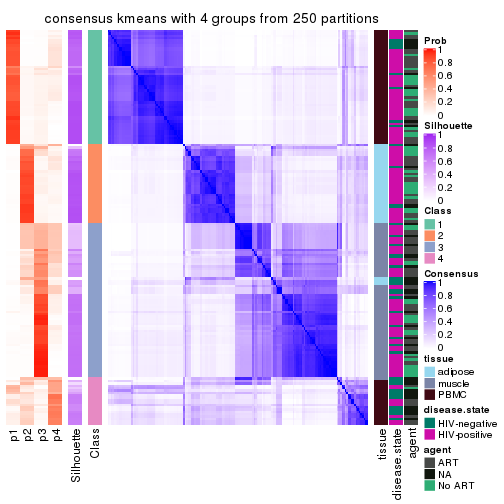 consensus kmeans with 4 groups from 250 partitions
Prob
1
0.8
0.6
0.4
0.2
0
Silhouette
1
0.8
0.6
0.4
0.2
0
Class
1
2
3
4
Consensus
1
0.8
0.6
0.4
0.2
0
tissue
adipose
muscle
PBMC
disease.state
HIV-negative
HIV-positive
agent
ART
NA
No ART
p1
p2
p3
p4
Silhouette
Class
tissue
disease.state
agent